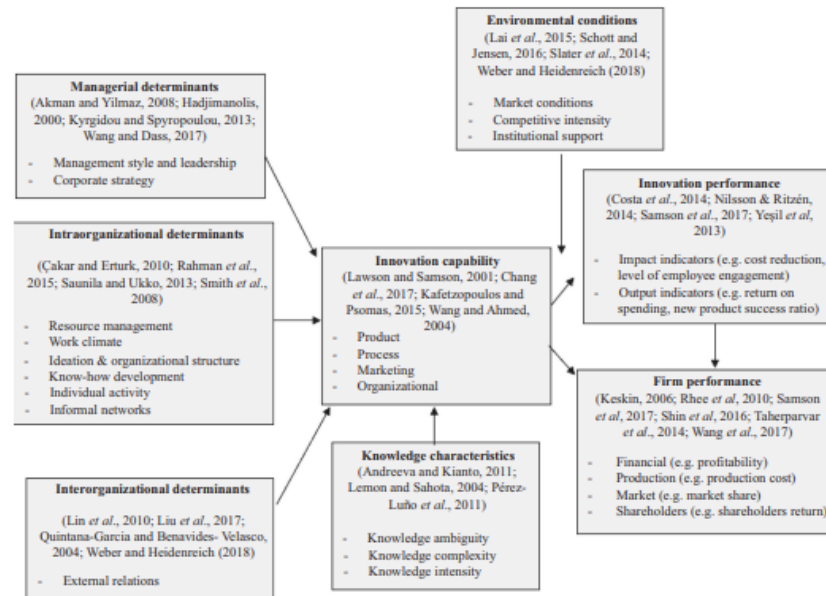 Environmental conditions
(Lai et al., 2015; Schott and
Jensen, 2016; Slater et al., 2014;
Weber and Heidenreich (2018)
- Market conditions
- Competitive intensity
- Institutional support
Managerial determinants
(Akman and Yilmaz, 2008; Hadjimanolis,
2000; Kyrgidou and Spyropoulou, 2013;
Wang and Dass, 2017)
- Management style and leadership
- Corporate strategy
Innovation performance
(Costa et al., 2014; Nilsson & Ritzén,
2014; Samson et al., 2017; Yeşil et al,
2013)
- Impact indicators (e.g. cost reduction,
level of employee engagement)
- Output indicators (e.g. return on
spending, new product success ratio)
Intraorganizational determinants
(Çakar and Erturk, 2010; Rahman et al.,
2015; Saunila and Ukko, 2013; Smith et al.,
2008)
- Resource management
- Work climate
- Ideation & organizational structure
- Know-how development
- Individual activity
- Informal networks
Innovation capability
(Lawson and Samson, 2001; Chang
et al., 2017; Kafetzopoulos and
Psomas, 2015; Wang and Ahmed,
2004)
- Product
- Process
- Marketing
- Organizational
Firm performance
(Keskin, 2006; Rhee et al, 2010; Samson
et al, 2017; Shin et al, 2016; Taherparvar
et al., 2014; Wang et al., 2017)
- Financial (e.g. profitability)
- Production (e.g. production cost)
- Market (e.g. market share)
- Shareholders (e.g. shareholders return)
Knowledge characteristics
(Andreeva and Kianto, 2011;
Lemon and Sahota, 2004; Pérez-
Luño et al., 2011)
- Knowledge ambiguity
- Knowledge complexity
- Knowledge intensity
Interorganizational determinants
(Lin et al., 2010; Liu et al., 2017;
Quintana-Garcia and Benavides- Velasco,
2004; Weber and Heidenreich (2018)
- External relations